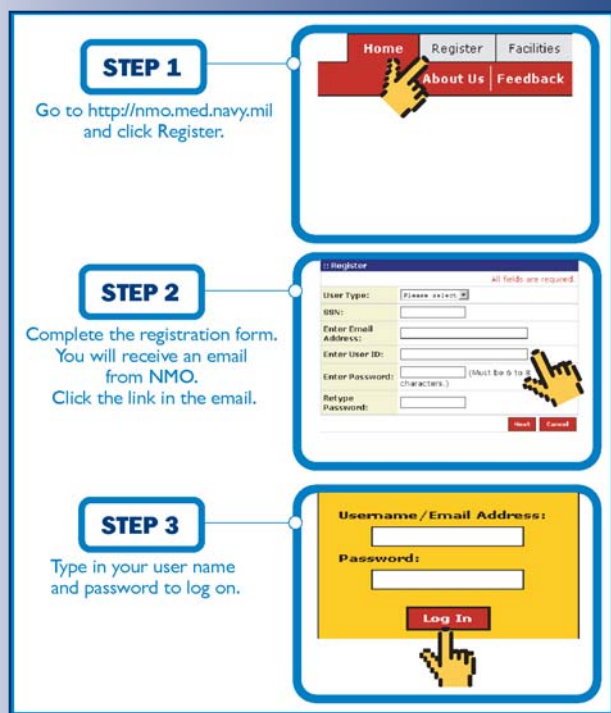 STEP 1
Go to http://nmo.med.navy.mil
and click Register.
Home Register Facilities
About Us Feedback
STEP 2
Complete the registration form.
You will receive an email
from NMO.
Click the link in the email.
:: Register
All fields are required
User Type: Please select
SSN:
Enter Email
Address:
Enter User ID:
Enter Password: (Must be 6 to 8
characters.)
Retype
Password:
Next Cancel
STEP 3
Type in your user name
and password to log on.
Username/Email Address:
Password:
Log In